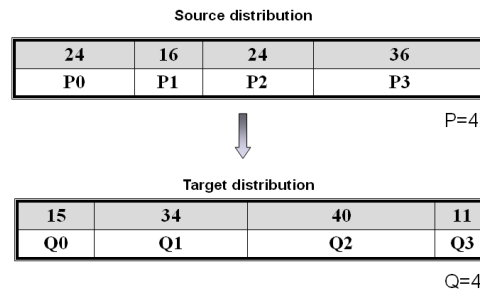 Source distribution
24 16 24 36
P0 P1 P2 P3
P=4
Target distribution
15 34 40 11
Q0 Q1 Q2 Q3
Q=4